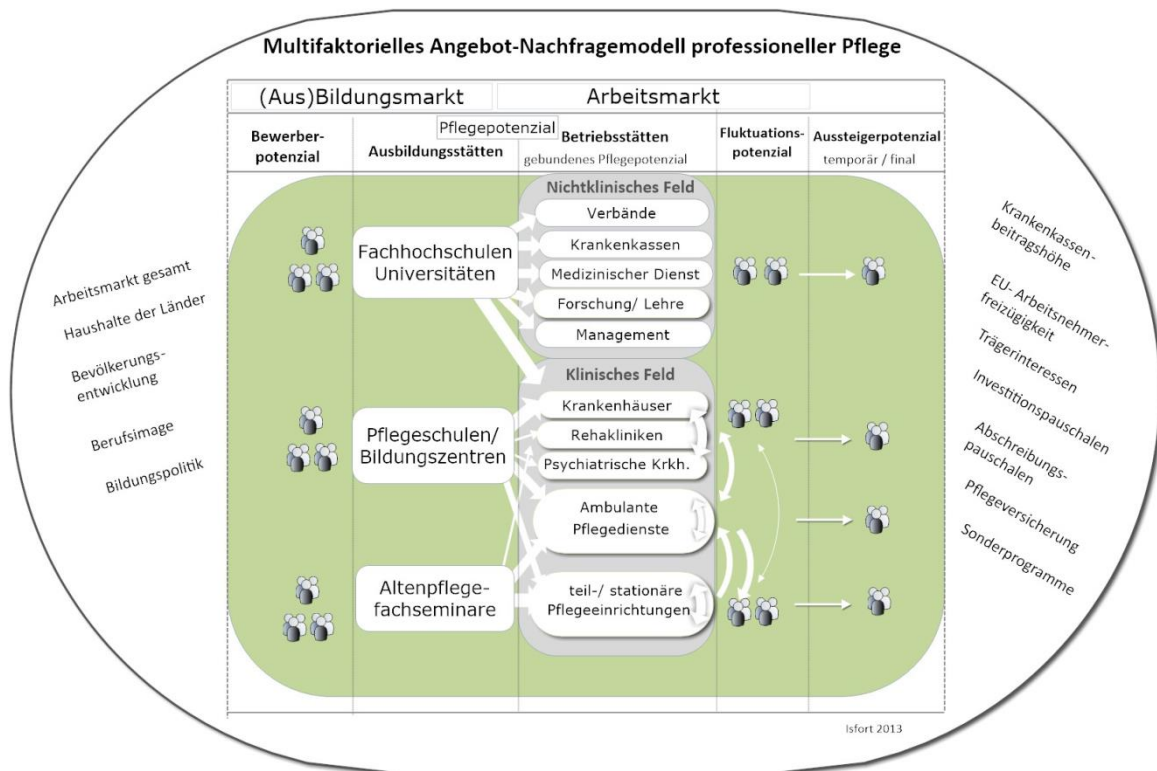 Multifaktorielles Angebot-Nachfragemodell professioneller Pflege
(Aus)Bildungsmarkt
Arbeitsmarkt
Pflegepotenzial
Bewerber-
potenzial
Ausbildungsstätten
Betriebsstätten
gebundenes Pflegepotenzial
Fluktuations-
potenzial
Aussteigerpotenzial
temporär / final
Arbeitsmarkt gesamt
Haushalte der Länder
Bevölkerungs-
entwicklung
Berufsimage
Bildungspolitik
Fachhochschulen
Universitäten
Pflegeschulen/
Bildungszentren
Altenpflege-
fachseminare
Nichtklinisches Feld
Verbände
Krankenkassen
Medizinischer Dienst
Forschung/ Lehre
Management
Klinisches Feld
Krankenhäuser
Rehakliniken
Psychiatrische Krkh.
Ambulante
Pflegedienste
teil-/ stationäre
Pflegeeinrichtungen
Krankenkassen-
beitragshöhe
EU- Arbeitsnehmer-
freizügigkeit
Trägerinteressen
Investitionspauschalen
Abschreibungs-
pauschalen
Pflegeversicherung
Sonderprogramme
Isfort 2013